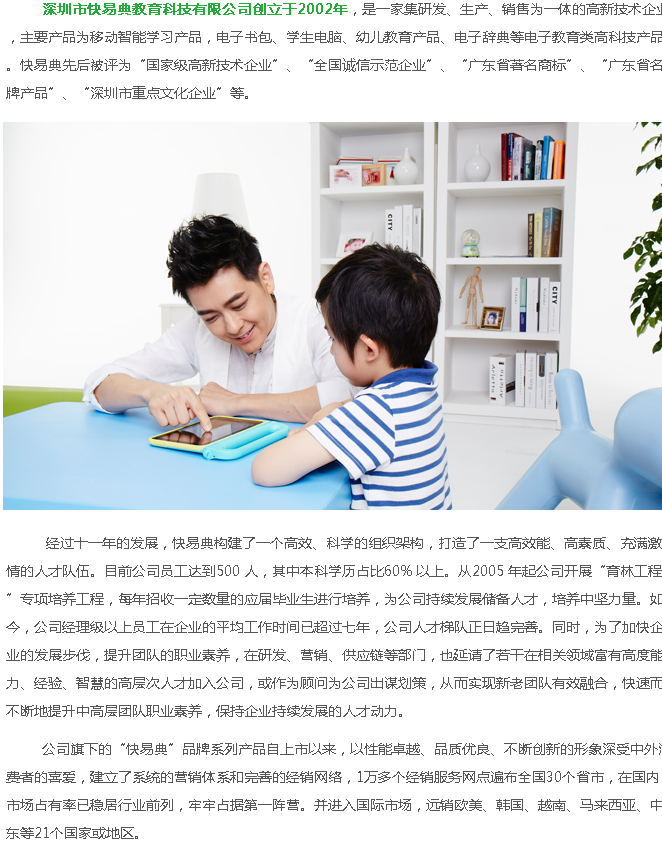 深圳市快易典教育科技有限公司创立于2002年，是一家集研发、生产、销售为一体的高新技术企业
，主要产品为移动智能学习产品，电子书包、学生电脑、幼儿教育产品、电子辞典等电子教育类高科技产品
。快易典先后被评为“国家级高新技术企业”、“全国诚信示范企业”、“广东省著名商标”、“广东省名
牌产品”、“深圳市重点文化企业”等。
CITY
CITY
经过十一年的发展，快易典构建了一个高效、科学的组织架构，打造了一支高效能、高素质、充满激
情的人才队伍。目前公司员工达到500 人，其中本科学历占比60% 以上。从2005 年起公司开展“育林工程
”专项培养工程，每年招收一定数量的应届毕业生进行培养，为公司持续发展储备人才，培养中坚力量。如
今，公司经理级以上员工在企业的平均工作时间已超过七年，公司人才梯队正日趋完善。同时，为了加快企
业的发展步伐，提升团队的职业素养，在研发、营销、供应链等部门，也延请了若干在相关领域富有高度能
力、经验、智慧的高层次人才加入公司，或作为顾问为公司出谋划策，从而实现新老团队有效融合，快速而
不断地提升中高层团队职业素养，保持企业持续发展的人才动力。
公司旗下的“快易典”品牌系列产品自上市以来，以性能卓越、品质优良、不断创新的形象深受中外消
费者的喜爱，建立了系统的营销体系和完善的经销网络，1万多个经销服务网点遍布全国30个省市，在国内
市场占有率已稳居行业前列，牢牢占据第一阵营。并进入国际市场，远销欧美、韩国、越南、马来西亚、中
东等21个国家或地区。